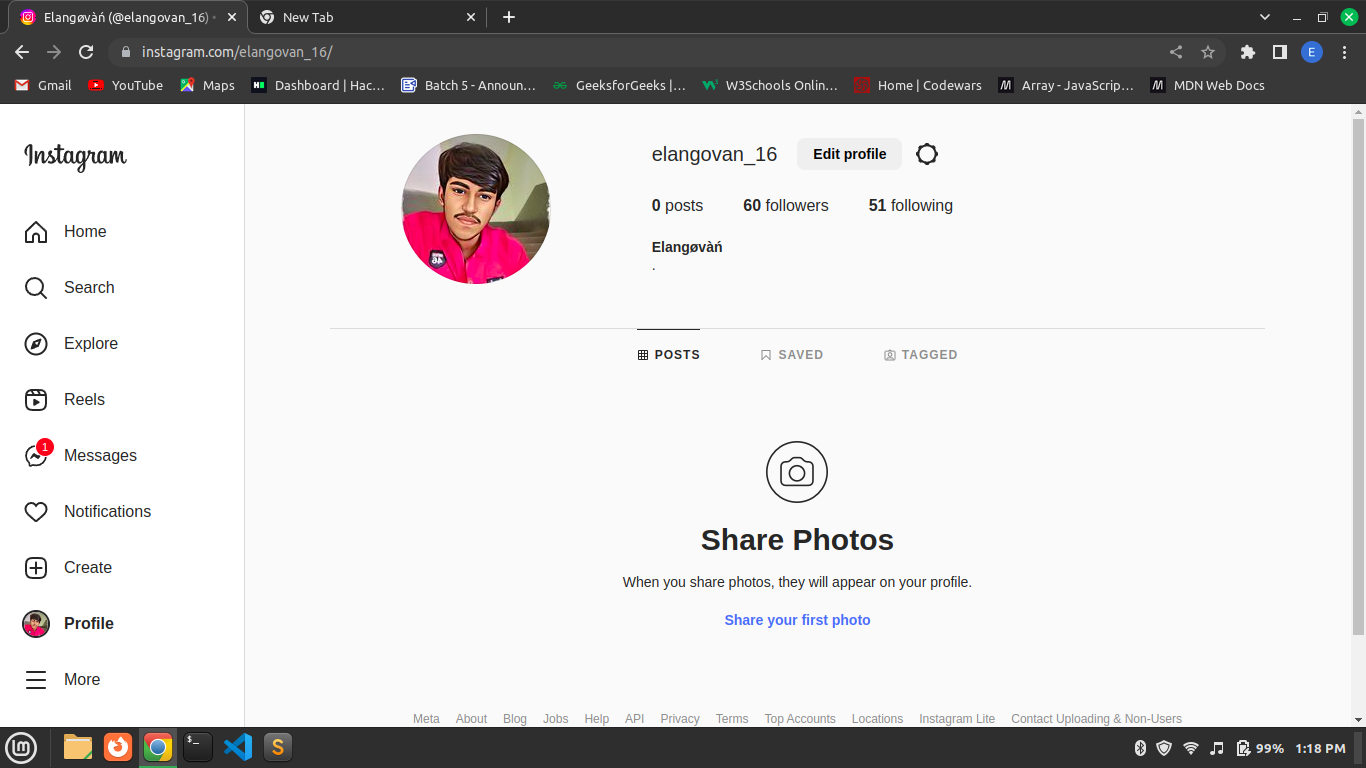 Elangøvàń (@elangovan_16) •
New Tab
instagram.com/elangovan_16/
E
Gmail
YouTube
Maps
Dashboard | Hac…
Batch 5 - Announ…
GeeksforGeeks | …
W3Schools Onlin…
Home | Codewars
Array - JavaScrip…
MDN Web Docs
Instagram
Home
Search
Explore
Reels
1
Messages
Notifications
Create
Profile
More
elangovan_16
Edit profile
0 posts
60 followers
51 following
Elangøvàń
.
46
POSTS
SAVED
TAGGED
Share Photos
When you share photos, they will appear on your profile.
Share your first photo
Meta
About
Blog
Jobs
Help
API
Privacy
Terms
Top Accounts
Locations
Instagram Lite
Contact Uploading & Non-Users
$_
S
99%
1:18 PM